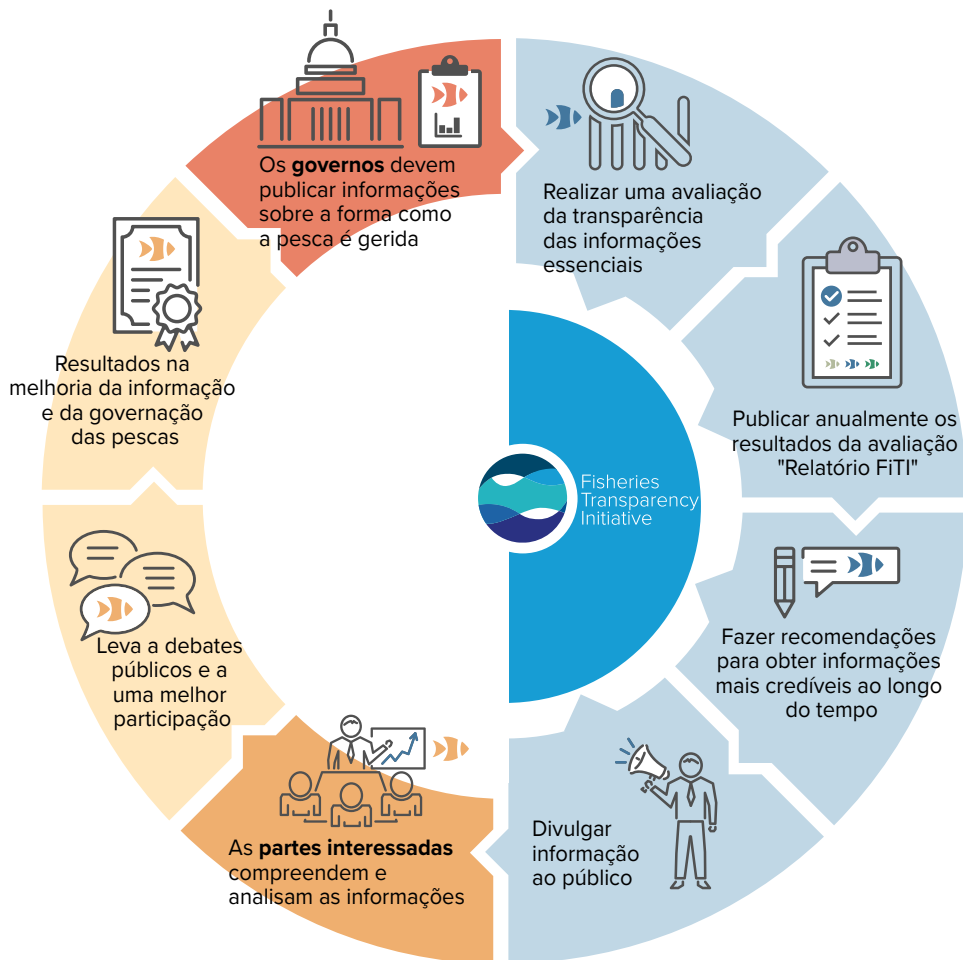 Os governos devem
publicar informações
sobre a forma como
a pesca é gerida
Realizar uma avaliação
da transparência
das informações
essenciais
Publicar anualmente os
resultados da avaliação
"Relatório FiTI"
Fazer recomendações
para obter informações
mais credíveis ao longo
do tempo
Divulgar
informação
ao público
As partes interessadas
compreendem e
analisam as informações
Leva a debates
públicos e a
uma melhor
participação
Resultados na
melhoria da informação
e da governação
das pescas
Fisheries
Transparency
Initiative